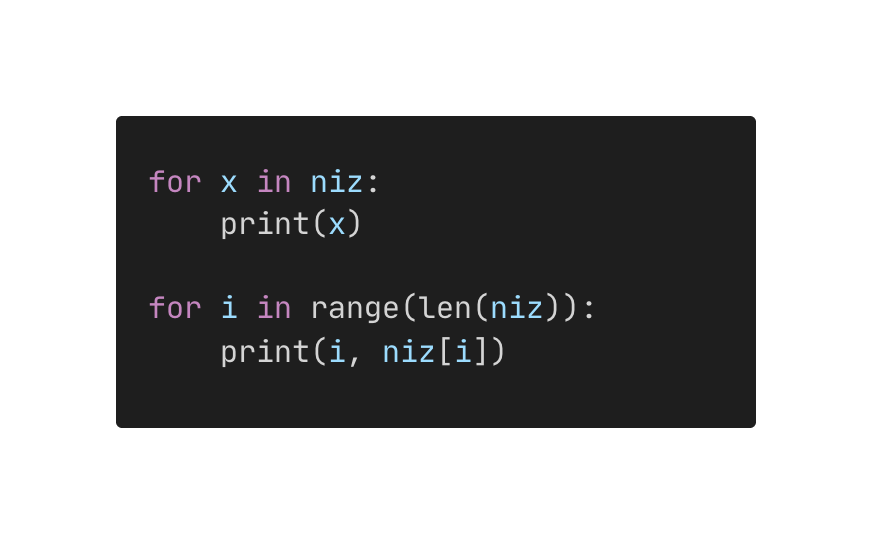 for x in niz:
    print(x)

for i in range(len(niz)):
    print(i, niz[i])